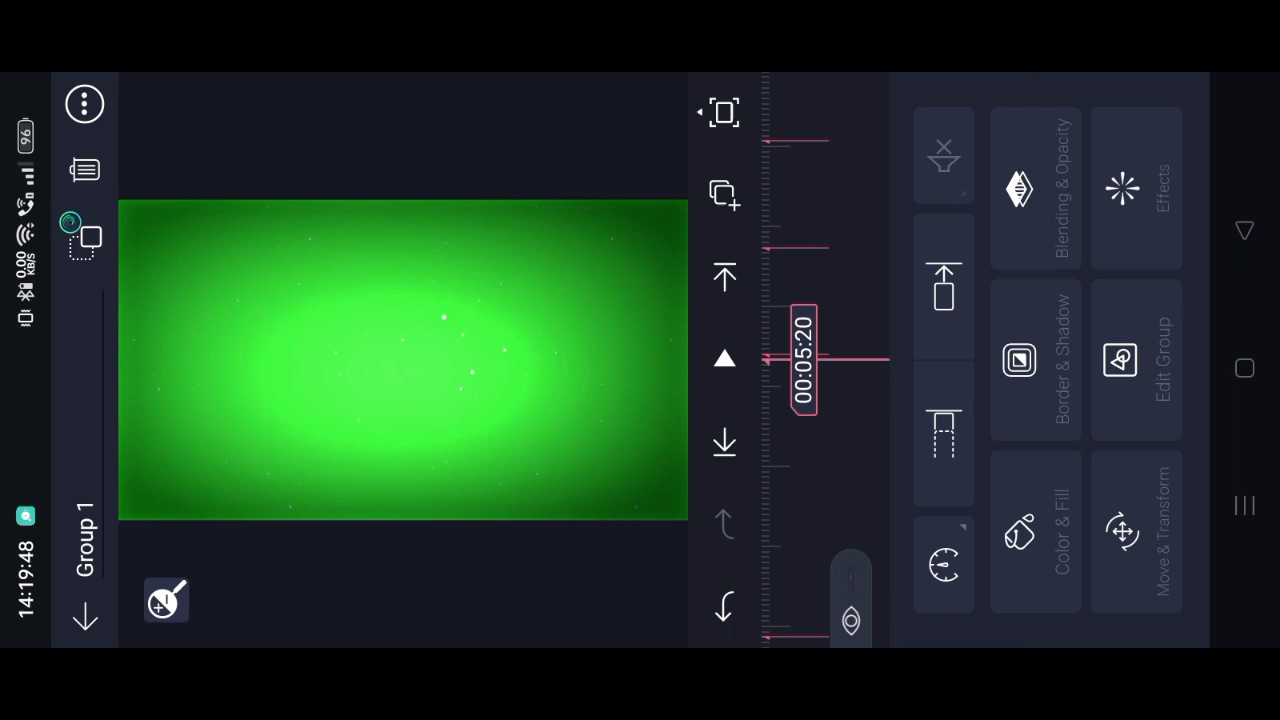 14:19:48
0.00
KB/S
96
Group 1
00:05:20
Color & Fill
Border & Shadow
Blending & Opacity
Move & Transform
Edit Group
Effects